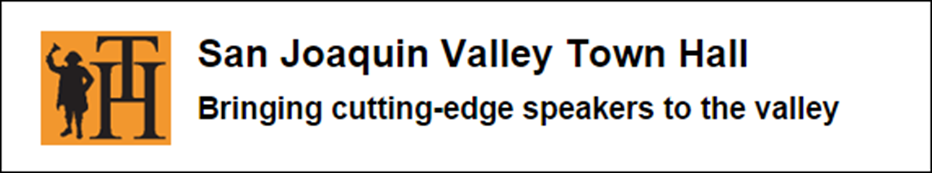 TH
San Joaquin Valley Town Hall
Bringing cutting-edge speakers to the valley